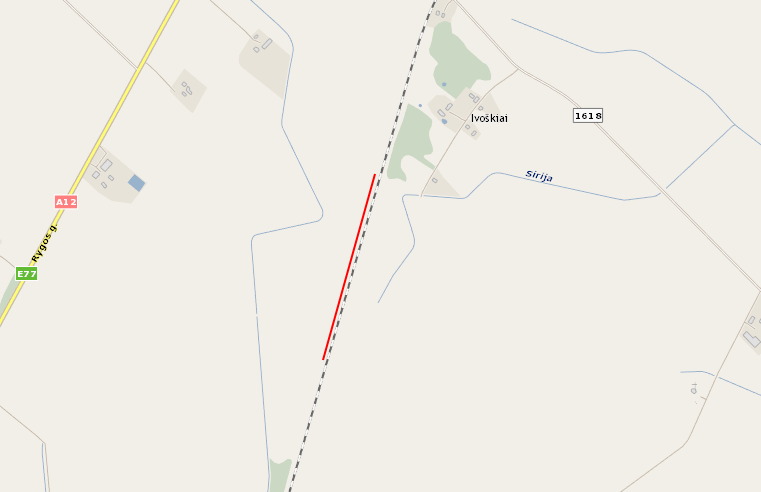 Ivoškiai
1618
Sirija
A12
Rygos g.
E77